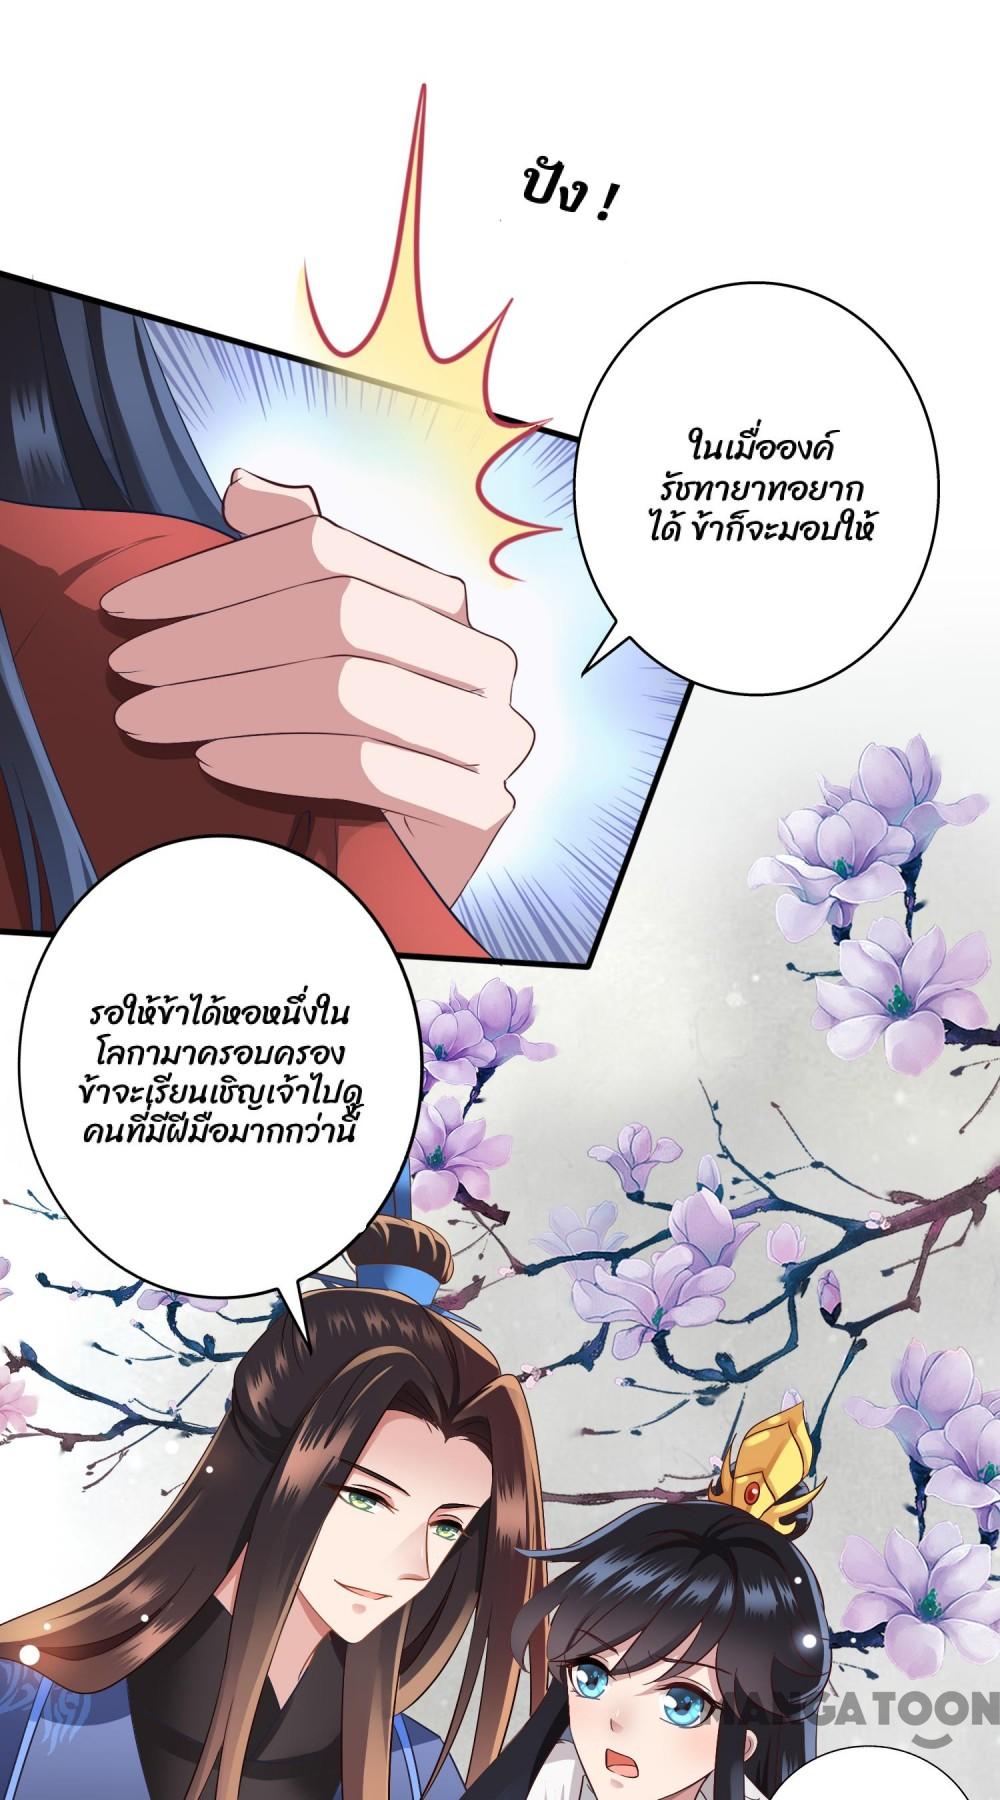 ปัง !
ในเมื่อองค์
รัชทายาทอยาก
ได้ ข้าก็จะมอบให้
รอให้ข้าได้หอหนึ่งใน
โลกามาครอบครอง
ข้าจะเรียนเชิญเจ้าไปดู
คนที่มีฝีมือมากกว่านี้
MANGATOON